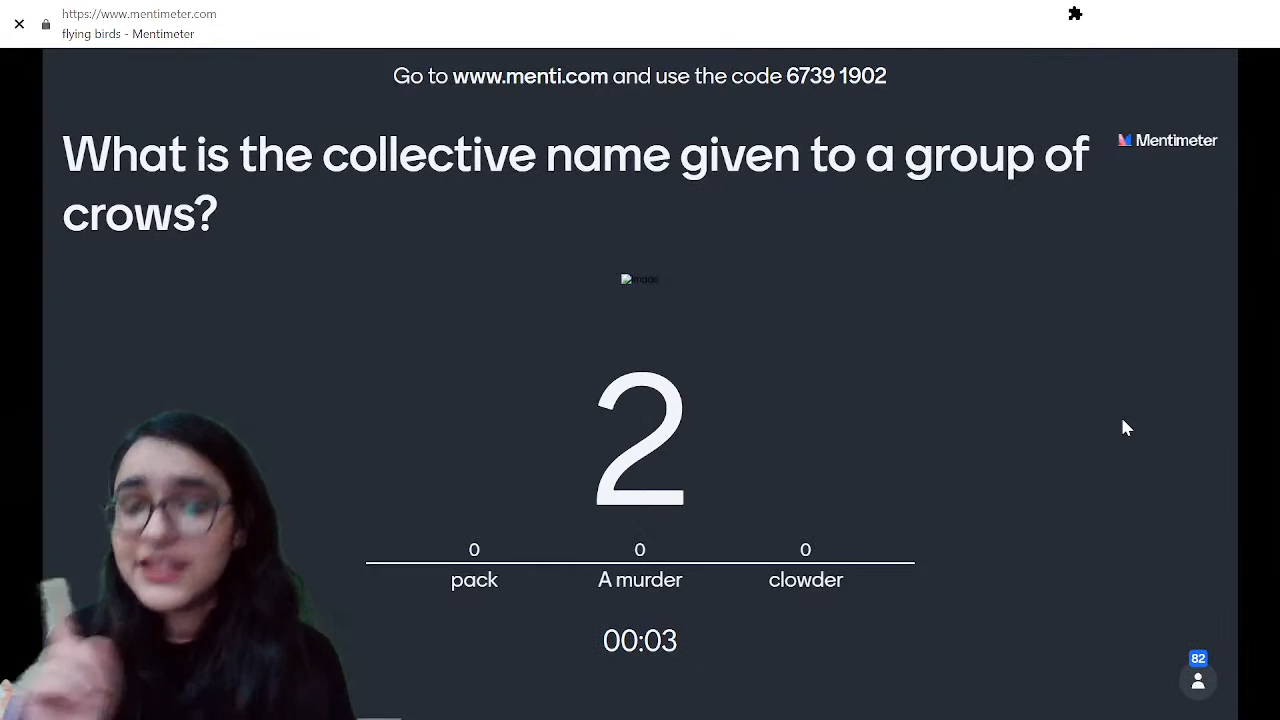 https://www.mentimeter.com
flying birds - Mentimeter
Go to www.menti.com and use the code 6739 1902
What is the collective name given to a group of
crows?
Mentimeter
Image
2
0 0 0
pack A murder clowder
00:03
82